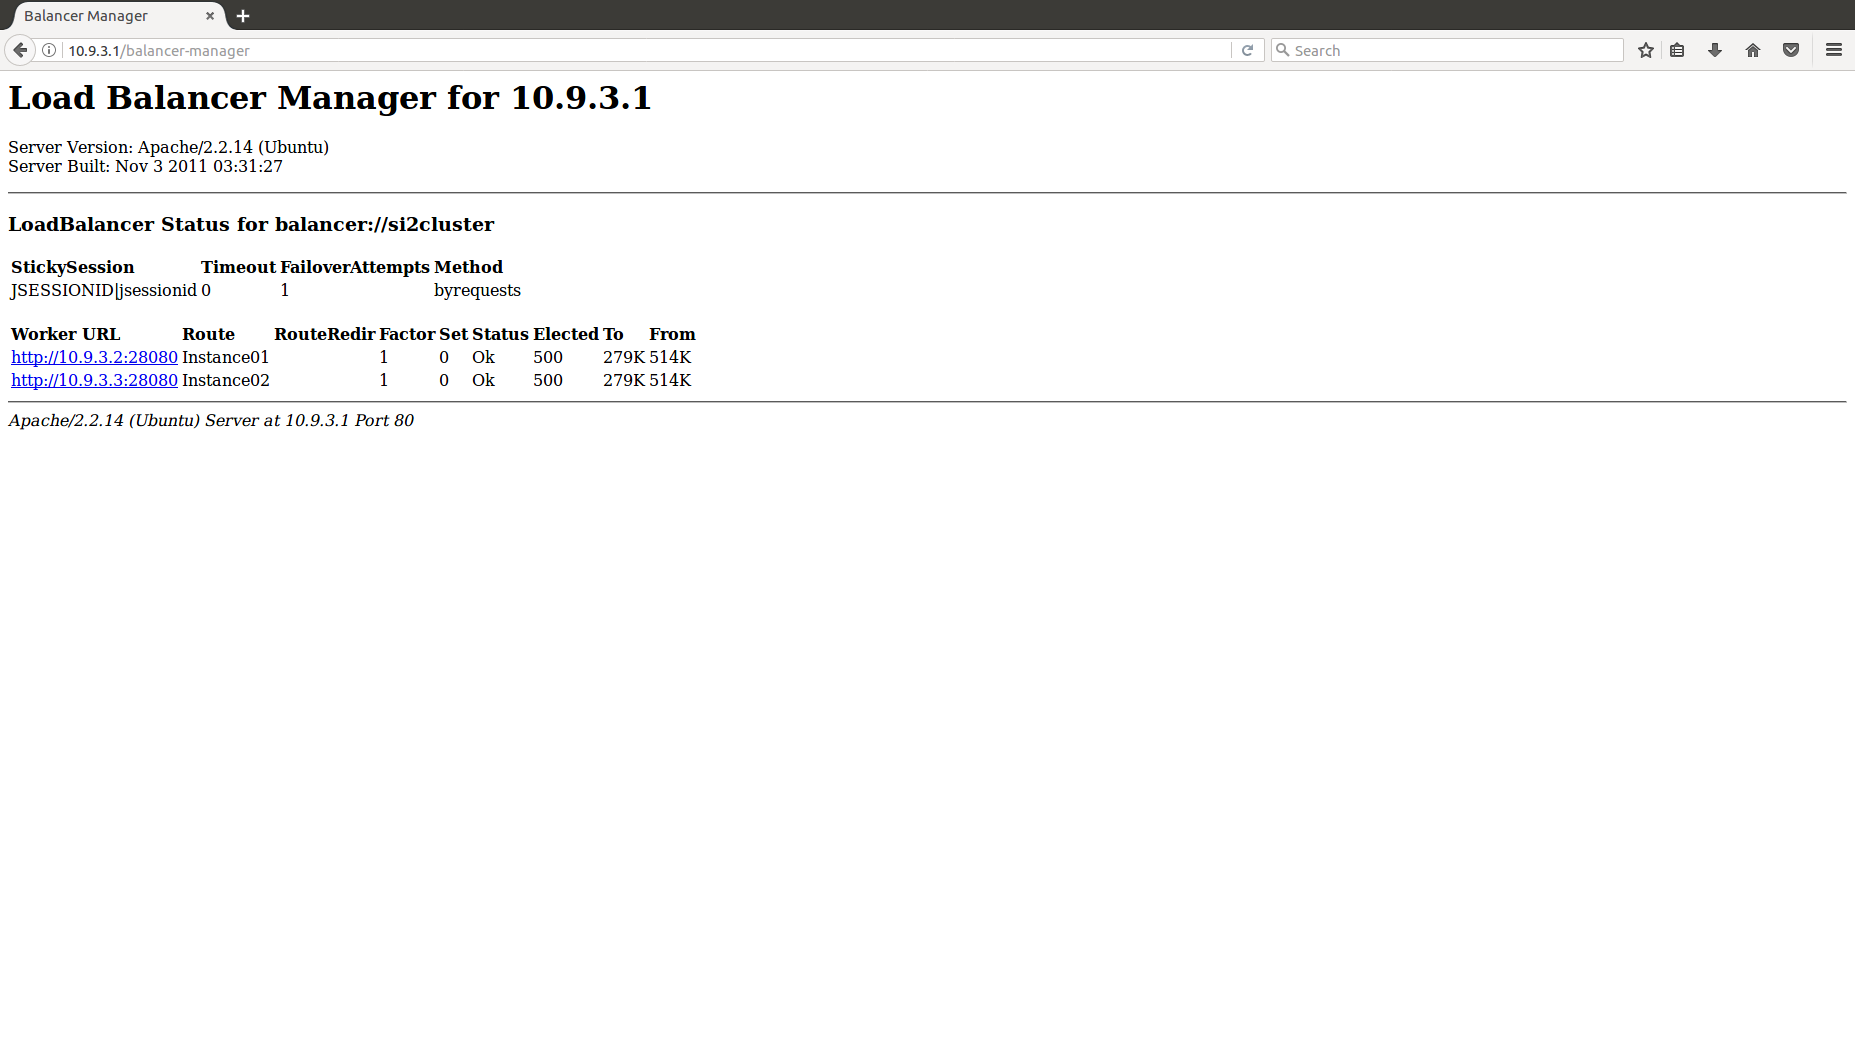 Balancer Manager
10.9.3.1/balancer-manager
Search
Load Balancer Manager for 10.9.3.1
Server Version: Apache/2.2.14 (Ubuntu)
Server Built: Nov 3 2011 03:31:27
LoadBalancer Status for balancer://si2cluster
StickySession Timeout FailoverAttempts Method
JSESSIONID|jsessionid 0 1 byrequests
Worker URL Route RouteRedir Factor Set Status Elected To From
http://10.9.3.2:28080 Instance01 1 0 Ok 500 279K 514K
http://10.9.3.3:28080 Instance02 1 0 Ok 500 279K 514K
Apache/2.2.14 (Ubuntu) Server at 10.9.3.1 Port 80